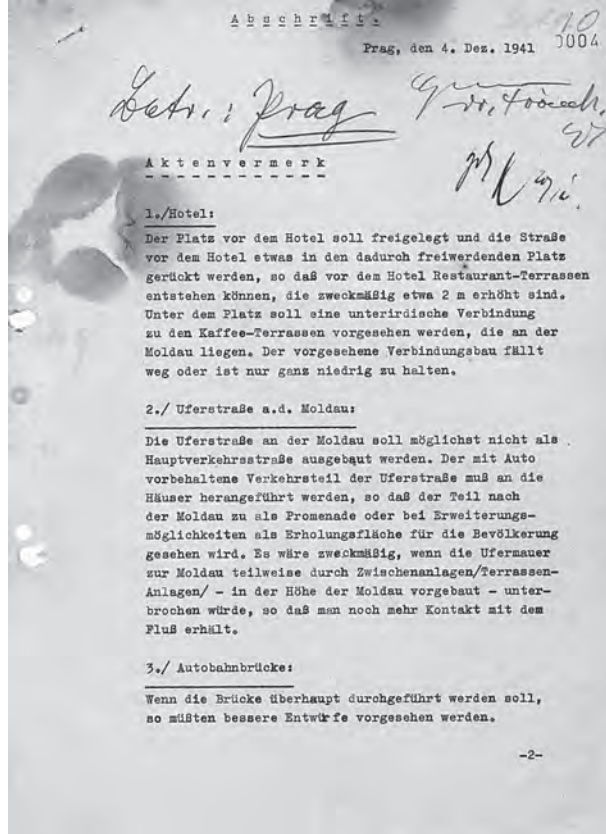 Abschrift.
10
0004
Prag, den 4. Dez. 1941
Betr.: Prag
Aktenvermerk
1./Hotel:
Der Platz vor dem Hotel soll freigelegt und die Straße
vor dem Hotel etwas in den dadurch freiwerdenden Platz
gerückt werden, so daß vor dem Hotel Restaurant-Terrassen
entstehen können, die zweckmäßig etwa 2 m erhöht sind.
Unter dem Platz soll eine unterirdische Verbindung
zu den Kaffee-Terrassen vorgesehen werden, die an der
Moldau liegen. Der vorgesehene Verbindungsbau fällt
weg oder ist nur ganz niedrig zu halten.
2./ Uferstraße a.d. Moldau:
Die Uferstraße an der Moldau soll möglichst nicht als
Hauptverkehrsstraße ausgebaut werden. Der mit Auto
vorbehaltene Verkehrsteil der Uferstraße muß an die
Häuser herangeführt werden, so daß der Teil nach
der Moldau zu als Promenade oder bei Erweiterungs-
möglichkeiten als Erholungsfläche für die Bevölkerung
gesehen wird. Es wäre zweckmäßig, wenn die Ufermauer
zur Moldau teilweise durch Zwischenanlagen/Terrassen-
Anlagen/ - in der Höhe der Moldau vorgebaut - unter-
brochen würde, so daß man noch mehr Kontakt mit dem
Fluß erhält.
3./ Autobahnbrücke:
Wenn die Brücke überhaupt durchgeführt werden soll,
so müßten bessere Entwürfe vorgesehen werden.
-2-